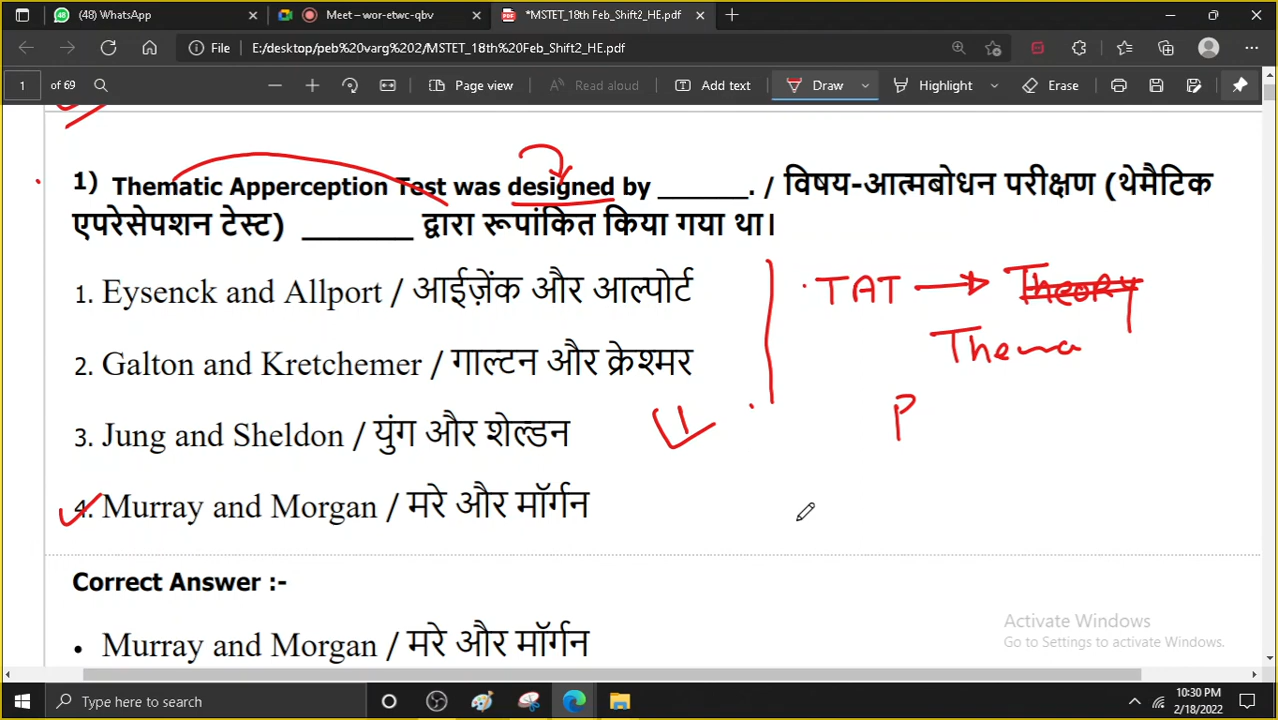 (48) WhatsApp
Meet – wor-etwc-qbv
*MSTET_18th Feb_Shift2_HE.pdf
File
E:/desktop/peb%20varg%202/MSTET_18th%20Feb_Shift2_HE.pdf
1 of 69
Page view
Read aloud
Add text
Draw
Highlight
Erase
1) Thematic Apperception Test was designed by ______. / विषय-आत्मबोधन परीक्षण (थेमैटिक
एपरेसेपशन टेस्ट) _______ द्वारा रूपांकित किया गया था।
1. Eysenck and Allport / आईज़ेंक और आल्पोर्ट
TAT → Theory
2. Galton and Kretchemer / गाल्टन और क्रेश्मर
Thema
P
3. Jung and Sheldon / युंग और शेल्डन
4. Murray and Morgan / मरे और मॉर्गन
Correct Answer :-
• Murray and Morgan / मरे और मॉर्गन
Activate Windows
Go to Settings to activate Windows.
Type here to search
10:30 PM
2/18/2022